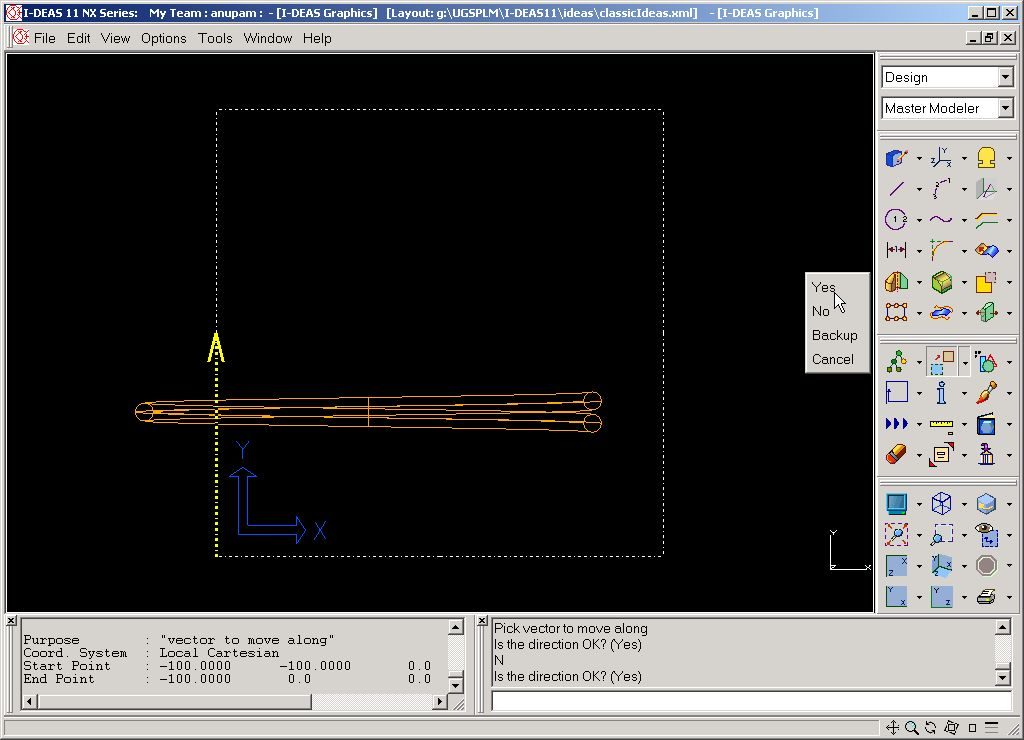 I-DEAS 11 NX Series:   My Team : anupam :  - [I-DEAS Graphics]  [Layout: g:\UGSPLM\I-DEAS11\ideas\classicIdeas.xml]   - [I-DEAS Graphics]
File Edit View Options Tools Window Help
Design
Master Modeler
Yes
No
Backup
Cancel
Y
X
Y
Z
X
Purpose : "vector to move along"
Coord. System : Local Cartesian
Start Point : -100.0000 -100.0000 0.0
End Point : -100.0000 0.0 0.0
Pick vector to move along
Is the direction OK? (Yes)
N
Is the direction OK? (Yes)